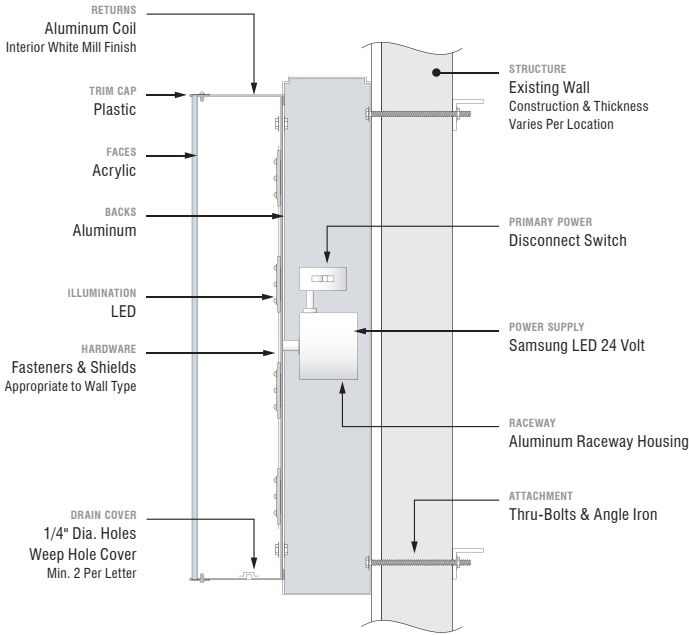 RETURNS
Aluminum Coil
Interior White Mill Finish
TRIM CAP
Plastic
FACES
Acrylic
BACKS
Aluminum
ILLUMINATION
LED
HARDWARE
Fasteners & Shields
Appropriate to Wall Type
DRAIN COVER
1/4" Dia. Holes
Weep Hole Cover
Min. 2 Per Letter
STRUCTURE
Existing Wall
Construction & Thickness
Varies Per Location
PRIMARY POWER
Disconnect Switch
POWER SUPPLY
Samsung LED 24 Volt
RACEWAY
Aluminum Raceway Housing
ATTACHMENT
Thru-Bolts & Angle Iron